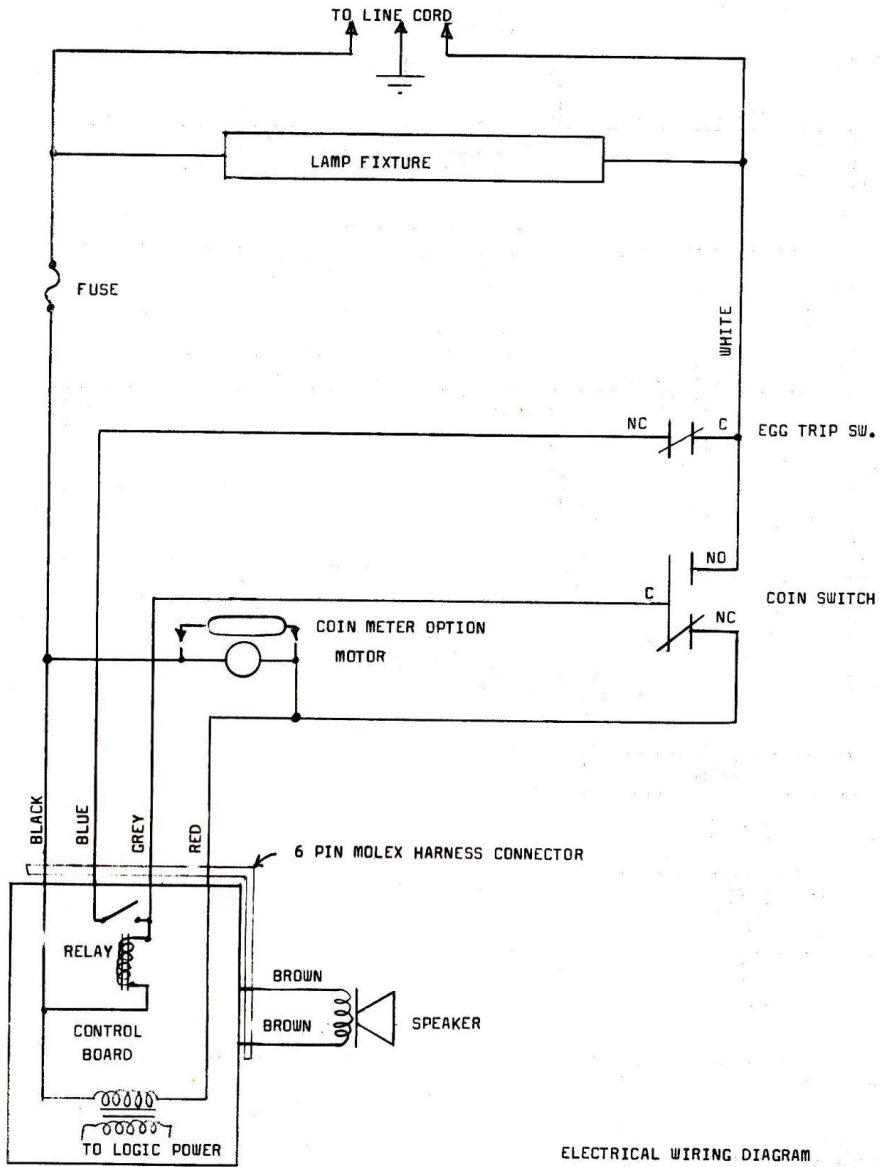 TO LINE CORD
LAMP FIXTURE
FUSE
WHITE
NC
C
EGG TRIP SW.
NO
C
COIN SWITCH
NC
COIN METER OPTION
MOTOR
BLACK
BLUE
GREY
RED
6 PIN MOLEX HARNESS CONNECTOR
RELAY
BROWN
BROWN
SPEAKER
CONTROL
BOARD
TO LOGIC POWER
ELECTRICAL WIRING DIAGRAM